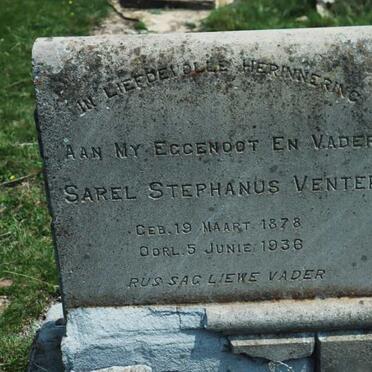 IN LIEFDEVOLLE HERINNERING
AAN MY EGGENOOT EN VADER
SAREL STEPHANUS VENTER
GEB. 19 MAART 1878
OORL. 5 JUNIE 1936
RUS SAG LIEWE VADER